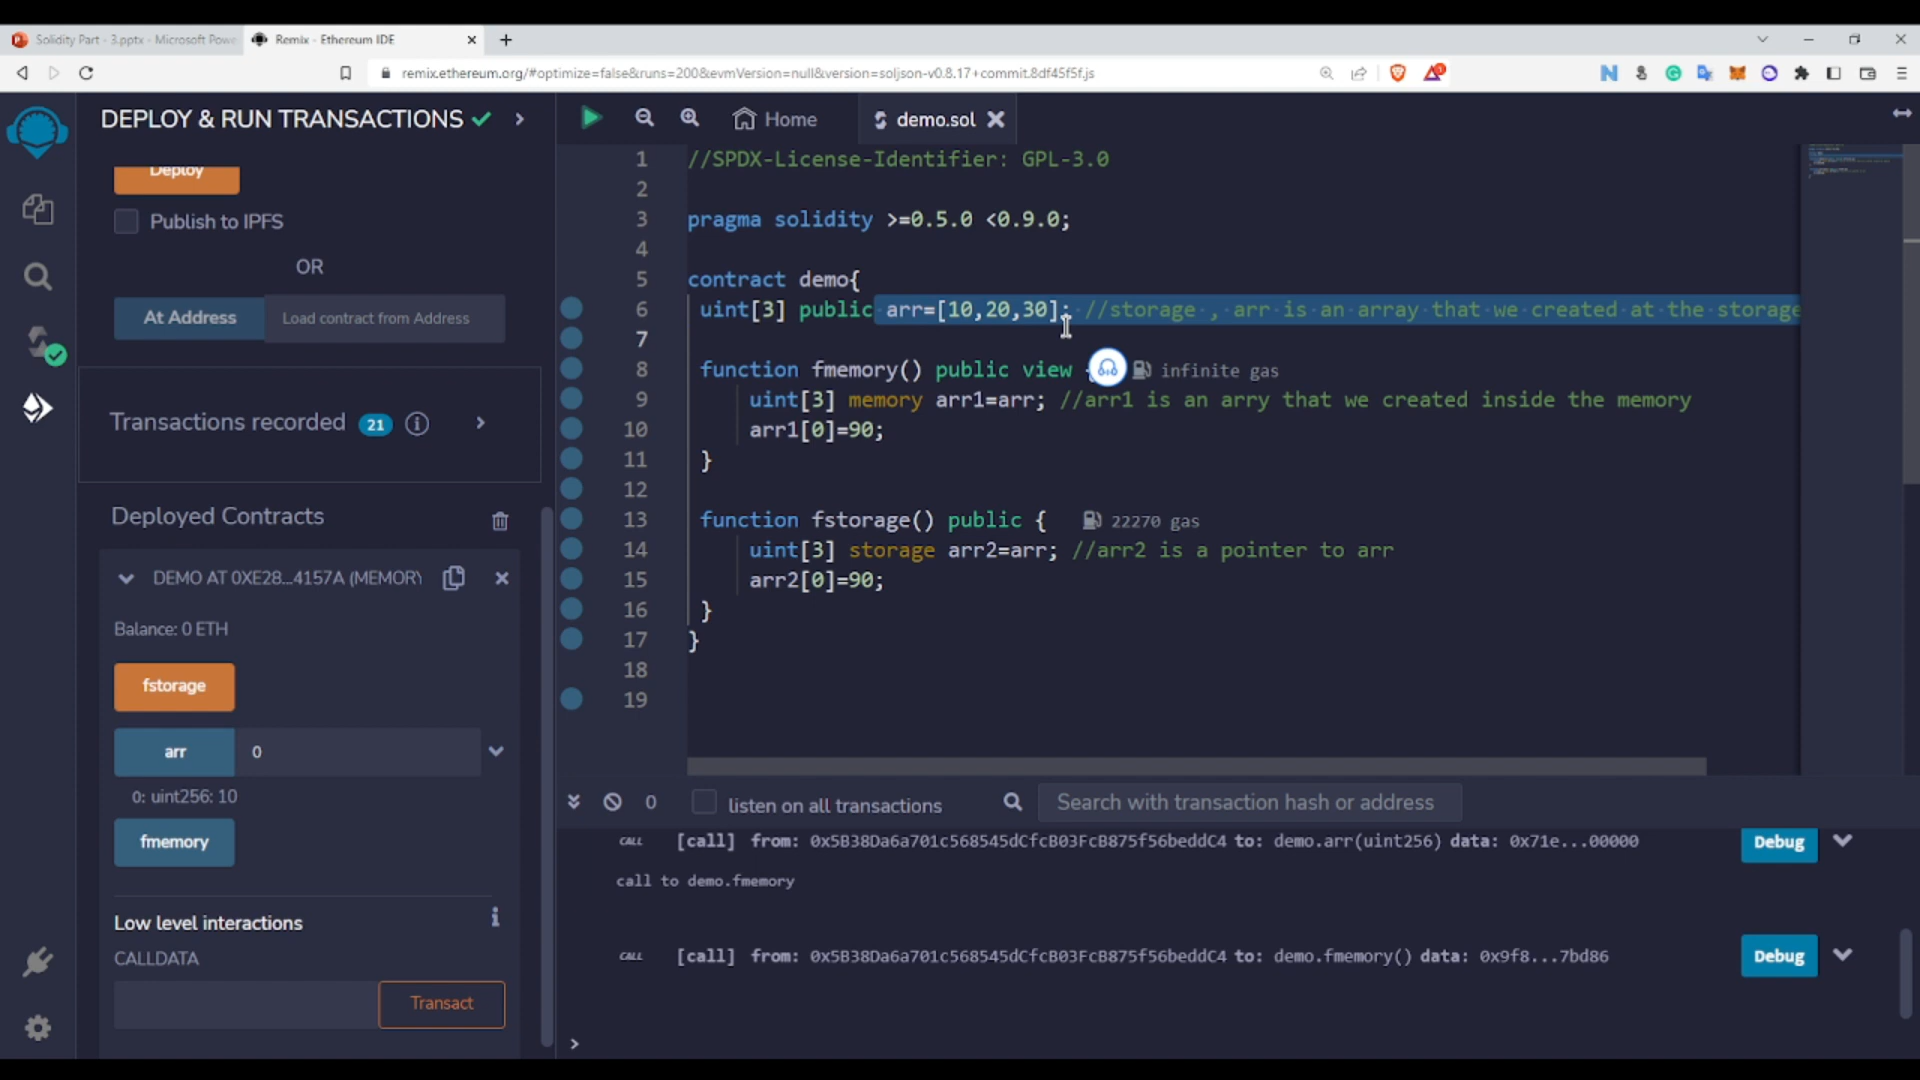 Solidity Part - 3.pptx - Microsoft Powe
Remix - Ethereum IDE
remix.ethereum.org/#optimize=false&runs=200&evmVersion=null&version=soljson-v0.8.17+commit.8df45f5f.js
DEPLOY & RUN TRANSACTIONS
Deploy
Publish to IPFS
OR
At Address
Load contract from Address
Transactions recorded 21
Deployed Contracts
DEMO AT 0XE28...4157A (MEMORY
Balance: 0 ETH
fstorage
arr 0
0: uint256: 10
fmemory
Low level interactions
CALLDATA
Transact
Home
demo.sol
1 //SPDX-License-Identifier: GPL-3.0
2
3 pragma solidity >=0.5.0 <0.9.0;
4
5 contract demo{
6 uint[3] public arr=[10,20,30]; //storage , arr is an array that we created at the storage
7
8 function fmemory() public view { infinite gas
9 uint[3] memory arr1=arr; //arr1 is an arry that we created inside the memory
10 arr1[0]=90;
11 }
12
13 function fstorage() public { 22270 gas
14 uint[3] storage arr2=arr; //arr2 is a pointer to arr
15 arr2[0]=90;
16 }
17 }
18
19
0 listen on all transactions Search with transaction hash or address
CALL [call] from: 0x5B38Da6a701c568545dCfcB03FcB875f56beddC4 to: demo.arr(uint256) data: 0x71e...00000 Debug
call to demo.fmemory
CALL [call] from: 0x5B38Da6a701c568545dCfcB03FcB875f56beddC4 to: demo.fmemory() data: 0x9f8...7bd86 Debug
>